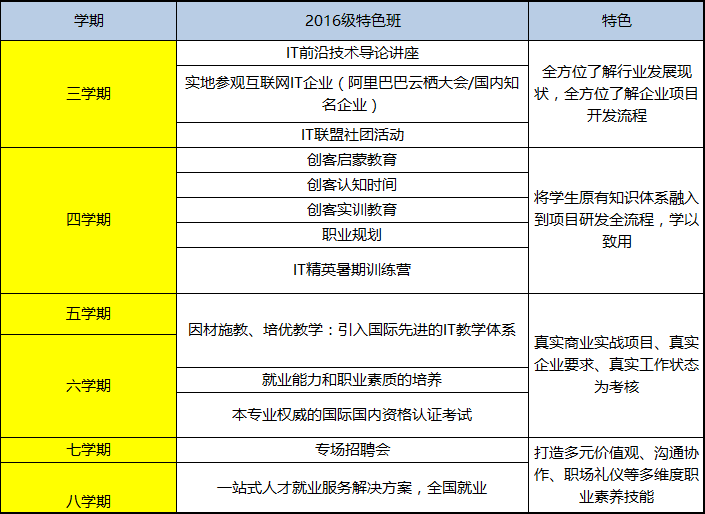 学期 2016级特色班 特色
三学期
IT前沿技术导论讲座
实地参观互联网IT企业（阿里巴巴云栖大会/国内知
名企业）
IT联盟社团活动
全方位了解行业发展现
状，全方位了解企业项目
开发流程
四学期
创客启蒙教育
创客认知时间
创客实训教育
职业规划
IT精英暑期训练营
将学生原有知识体系融入
到项目研发全流程，学以
致用
五学期
六学期
因材施教、培优教学：引入国际先进的IT教学体系
就业能力和职业素质的培养
本专业权威的国际国内资格认证考试
真实商业实战项目、真实
企业要求、真实工作状态
为考核
七学期
专场招聘会
八学期
一站式人才就业服务解决方案，全国就业
打造多元价值观、沟通协
作、职场礼仪等多维度职
业素养技能